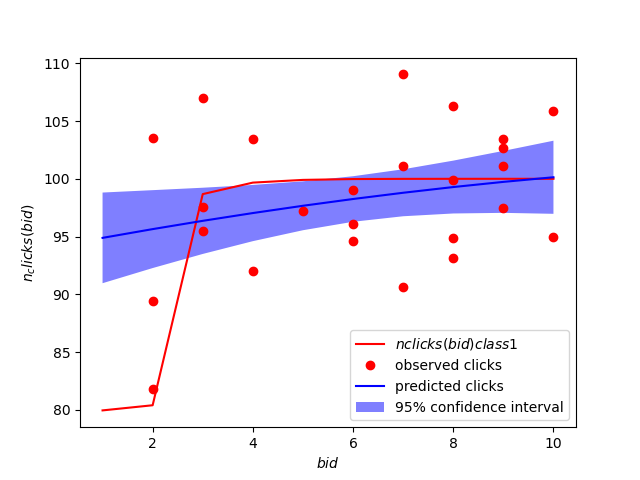 110
105
100
95
90
85
80
n_clicks(bid)
nclicks(bid)class1
observed clicks
predicted clicks
95% confidence interval
2 4 6 8 10
bid